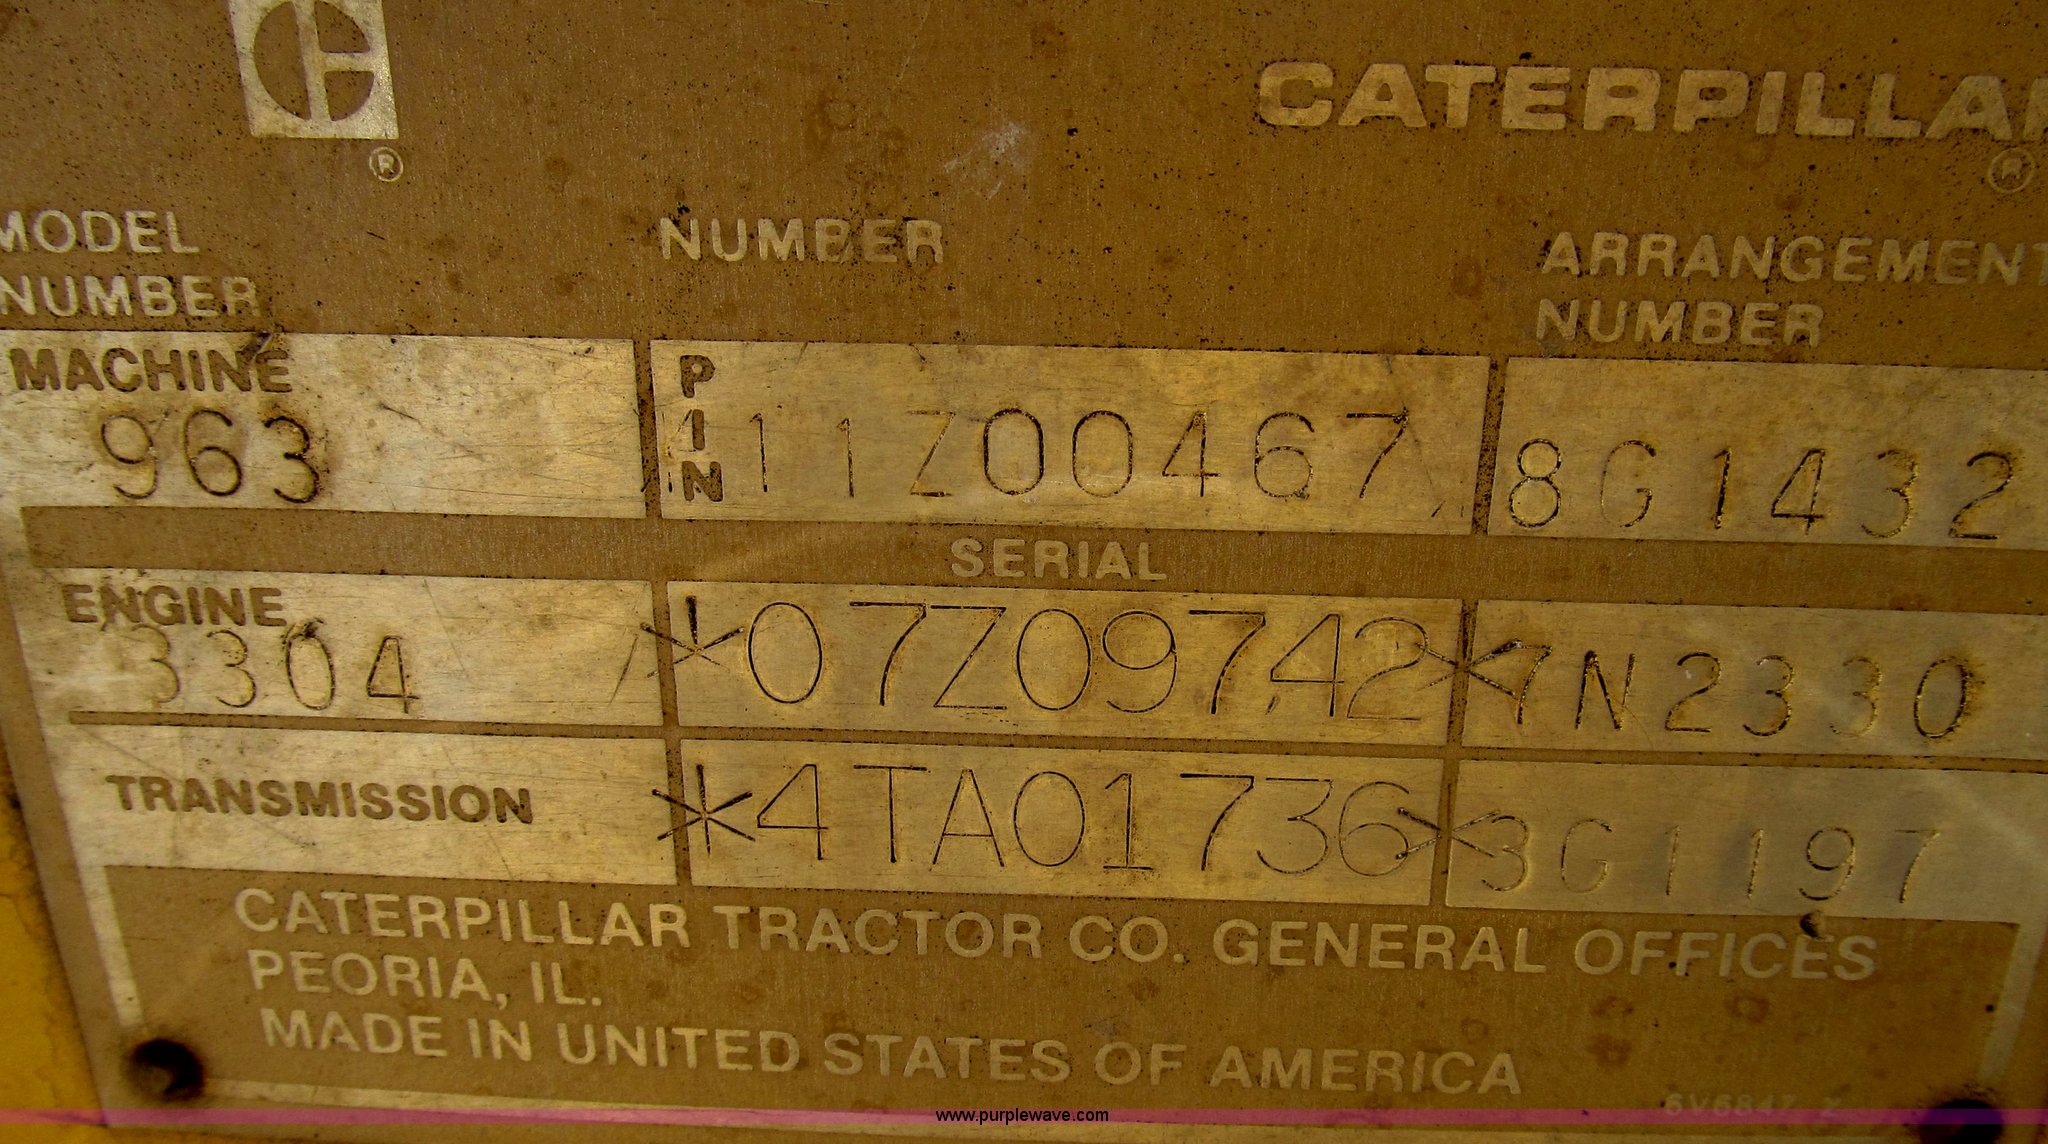 CATERPILLAR
®
®
MODEL NUMBER ARRANGEMENT
NUMBER NUMBER
MACHINE PIN
963 11Z00467 8G1432
SERIAL
ENGINE
3304 *07Z09742* 7N2330
TRANSMISSION *4TA01736* 3G1197
CATERPILLAR TRACTOR CO. GENERAL OFFICES
PEORIA, IL.
MADE IN UNITED STATES OF AMERICA
www.purplewave.com